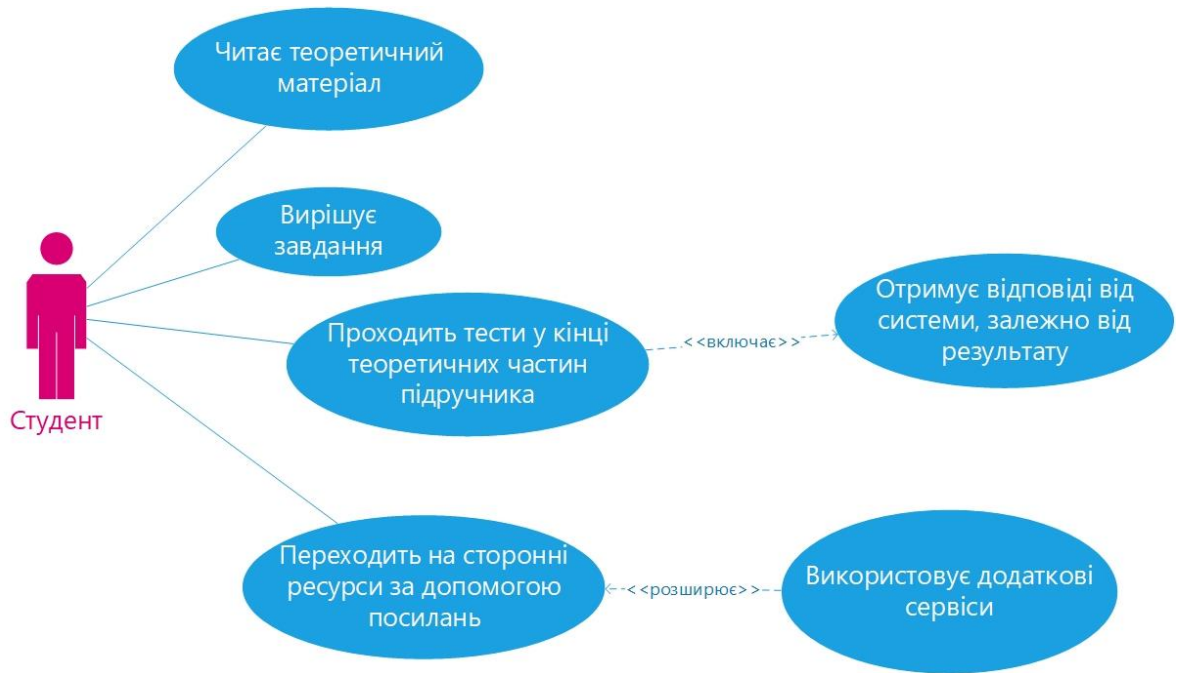 Читає теоретичний
матеріал
Вирішує
завдання
Проходить тести у кінці
теоретичних частин
підручника
<<включає>>
Отримує відповіді від
системи, залежно від
результату
Студент
Переходить на сторонні
ресурси за допомогою
посилань
<<розширює>>
Використовує додаткові
сервіси